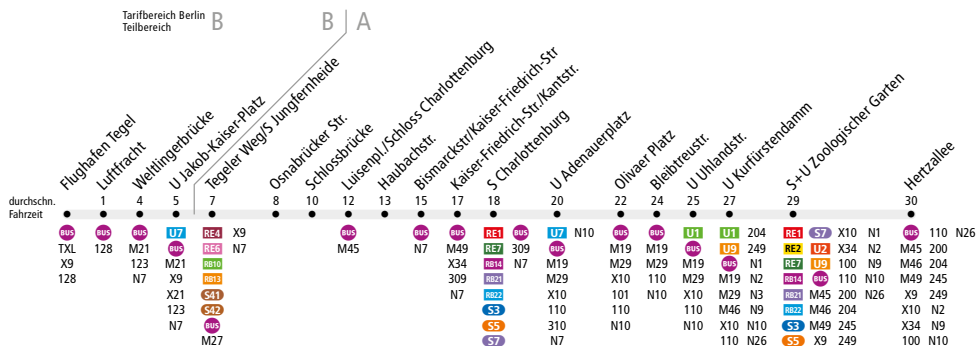 Tarifbereich Berlin
Teilbereich B B A
Flughafen Tegel
Luftfracht
Weltlingerbrücke
U Jakob-Kaiser-Platz
Tegeler Weg/S Jungfernheide
Osnabrücker Str.
Schlossbrücke
Luisenpl./Schloss Charlottenburg
Haubachstr.
Bismarckstr/Kaiser-Friedrich-Str
Kaiser-Friedrich-Str./Kantstr.
S Charlottenburg
U Adenauerplatz
Olivaer Platz
Bleibtreustr.
U Uhlandstr.
U Kurfürstendamm
S+U Zoologischer Garten
Hertzallee
durchschn.
Fahrzeit
1 4 5 7 8 10 12 13 15 17 18 20 22 24 25 27 29 30
BUS BUS BUS U7 RE4 X9 BUS BUS BUS RE1 BUS U7 N10 BUS BUS U1 U1 204 RE1 S7 X10 N1 BUS 110 N26
TXL 128 M21 BUS RE6 N7 M45 N7 M49 RE7 309 BUS M19 M19 BUS U9 249 RE2 U2 X34 N2 M45 200
X9 123 M21 RB10 X34 RB14 N7 M19 M29 M29 M19 BUS N1 RE7 U9 100 N9 M46 204
128 N7 X9 RB13 309 RB21 M29 X10 110 M29 M19 N2 RB14 BUS 110 N10 M49 245
X21 S41 N7 RB22 X10 101 N10 X10 M29 N3 RB21 M45 200 N26 X9 249
123 S42 S3 110 110 110 M46 N9 RB22 M46 204 X10 N2
N7 BUS S5 310 N10 N10 X10 N10 S3 M49 245 X34 N9
M27 S7 N7 110 N26 S5 X9 249 100 N10